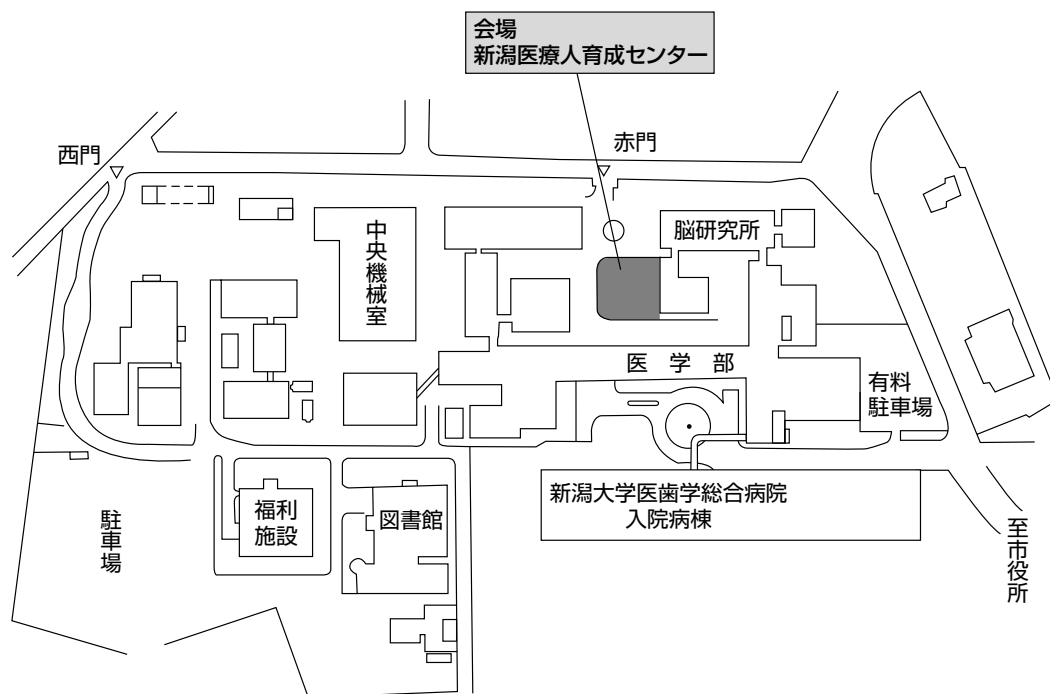 会場
新潟医療人育成センター
西門
赤門
脳研究所
中央機械室
医学部
有料
駐車場
新潟大学医歯学総合病院
入院病棟
福利
施設
図書館
駐車場
至市役所